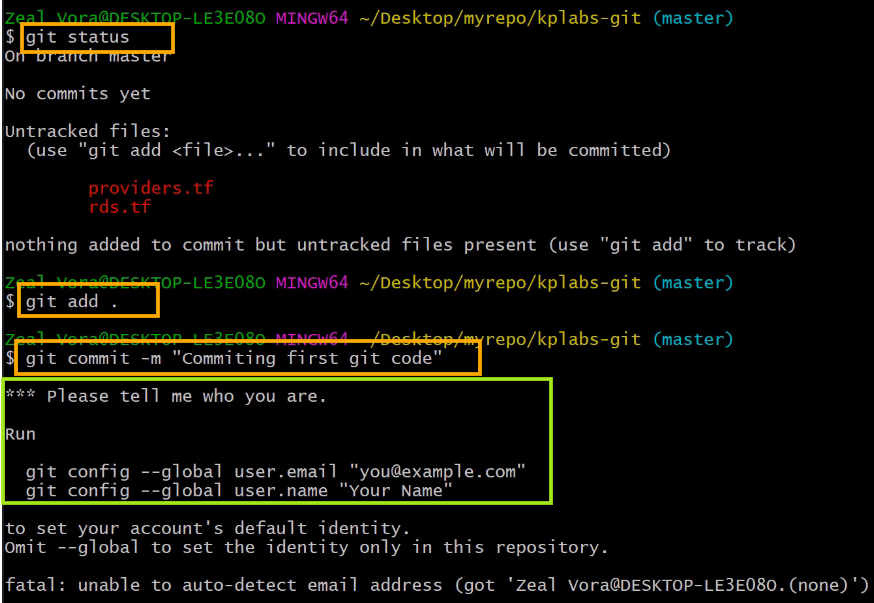 Zeal Vora@DESKTOP-LE3E08O MINGW64 ~/Desktop/myrepo/kplabs-git (master)
$ git status
On branch master
No commits yet
Untracked files:
(use "git add <file>..." to include in what will be committed)
providers.tf
rds.tf
nothing added to commit but untracked files present (use "git add" to track)
Zeal Vora@DESKTOP-LE3E08O MINGW64 ~/Desktop/myrepo/kplabs-git (master)
$ git add .
Zeal Vora@DESKTOP-LE3E08O MINGW64 ~/Desktop/myrepo/kplabs-git (master)
$ git commit -m "Commiting first git code"
*** Please tell me who you are.
Run
git config --global user.email "you@example.com"
git config --global user.name "Your Name"
to set your account's default identity.
Omit --global to set the identity only in this repository.
fatal: unable to auto-detect email address (got 'Zeal Vora@DESKTOP-LE3E08O.(none)')